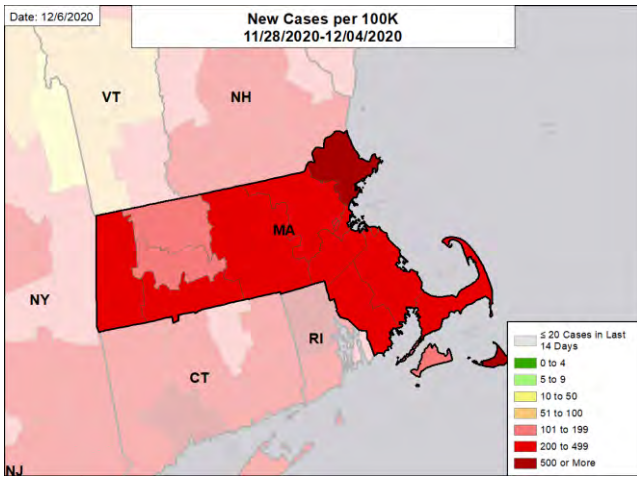 Date: 12/6/2020
New Cases per 100K
11/28/2020-12/04/2020
VT
NH
MA
NY
CT
RI
NJ
≤ 20 Cases in Last
14 Days
0 to 4
5 to 9
10 to 50
51 to 100
101 to 199
200 to 499
500 or More